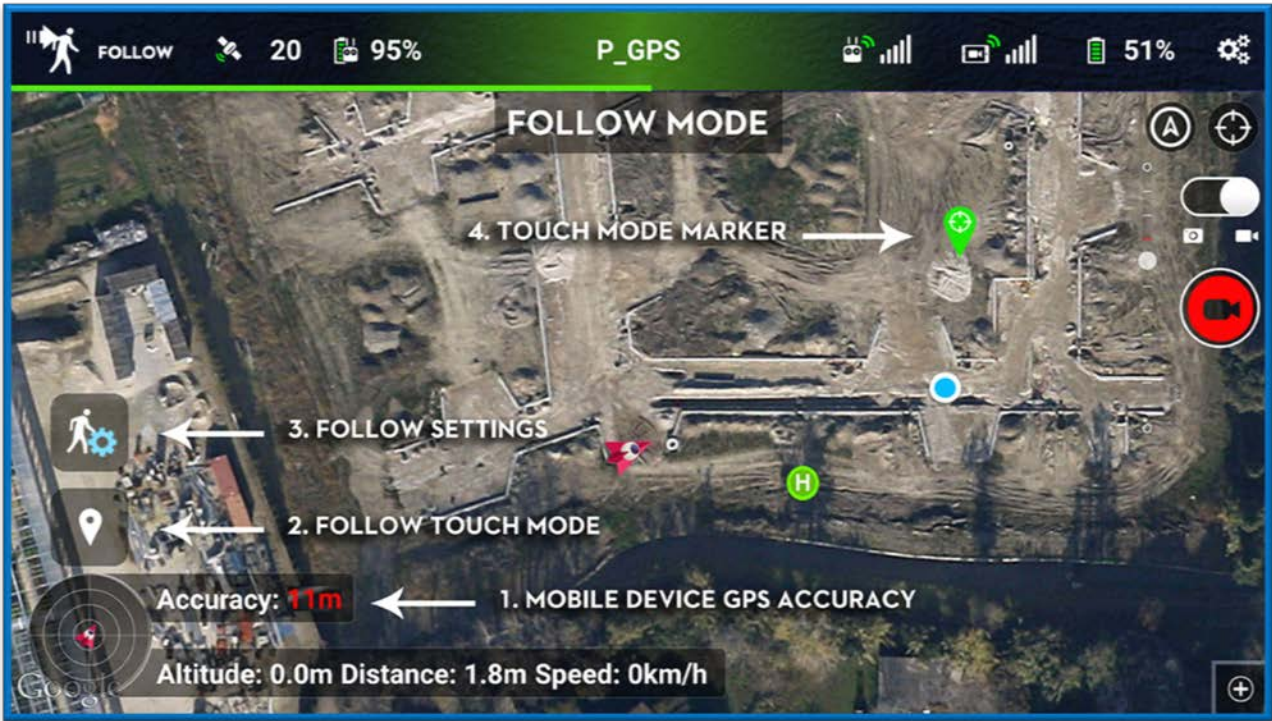 FOLLOW 20 95% P_GPS 51%
FOLLOW MODE
4. TOUCH MODE MARKER
3. FOLLOW SETTINGS
H
2. FOLLOW TOUCH MODE
Accuracy: 11m 1. MOBILE DEVICE GPS ACCURACY
Altitude: 0.0m Distance: 1.8m Speed: 0km/h
Google